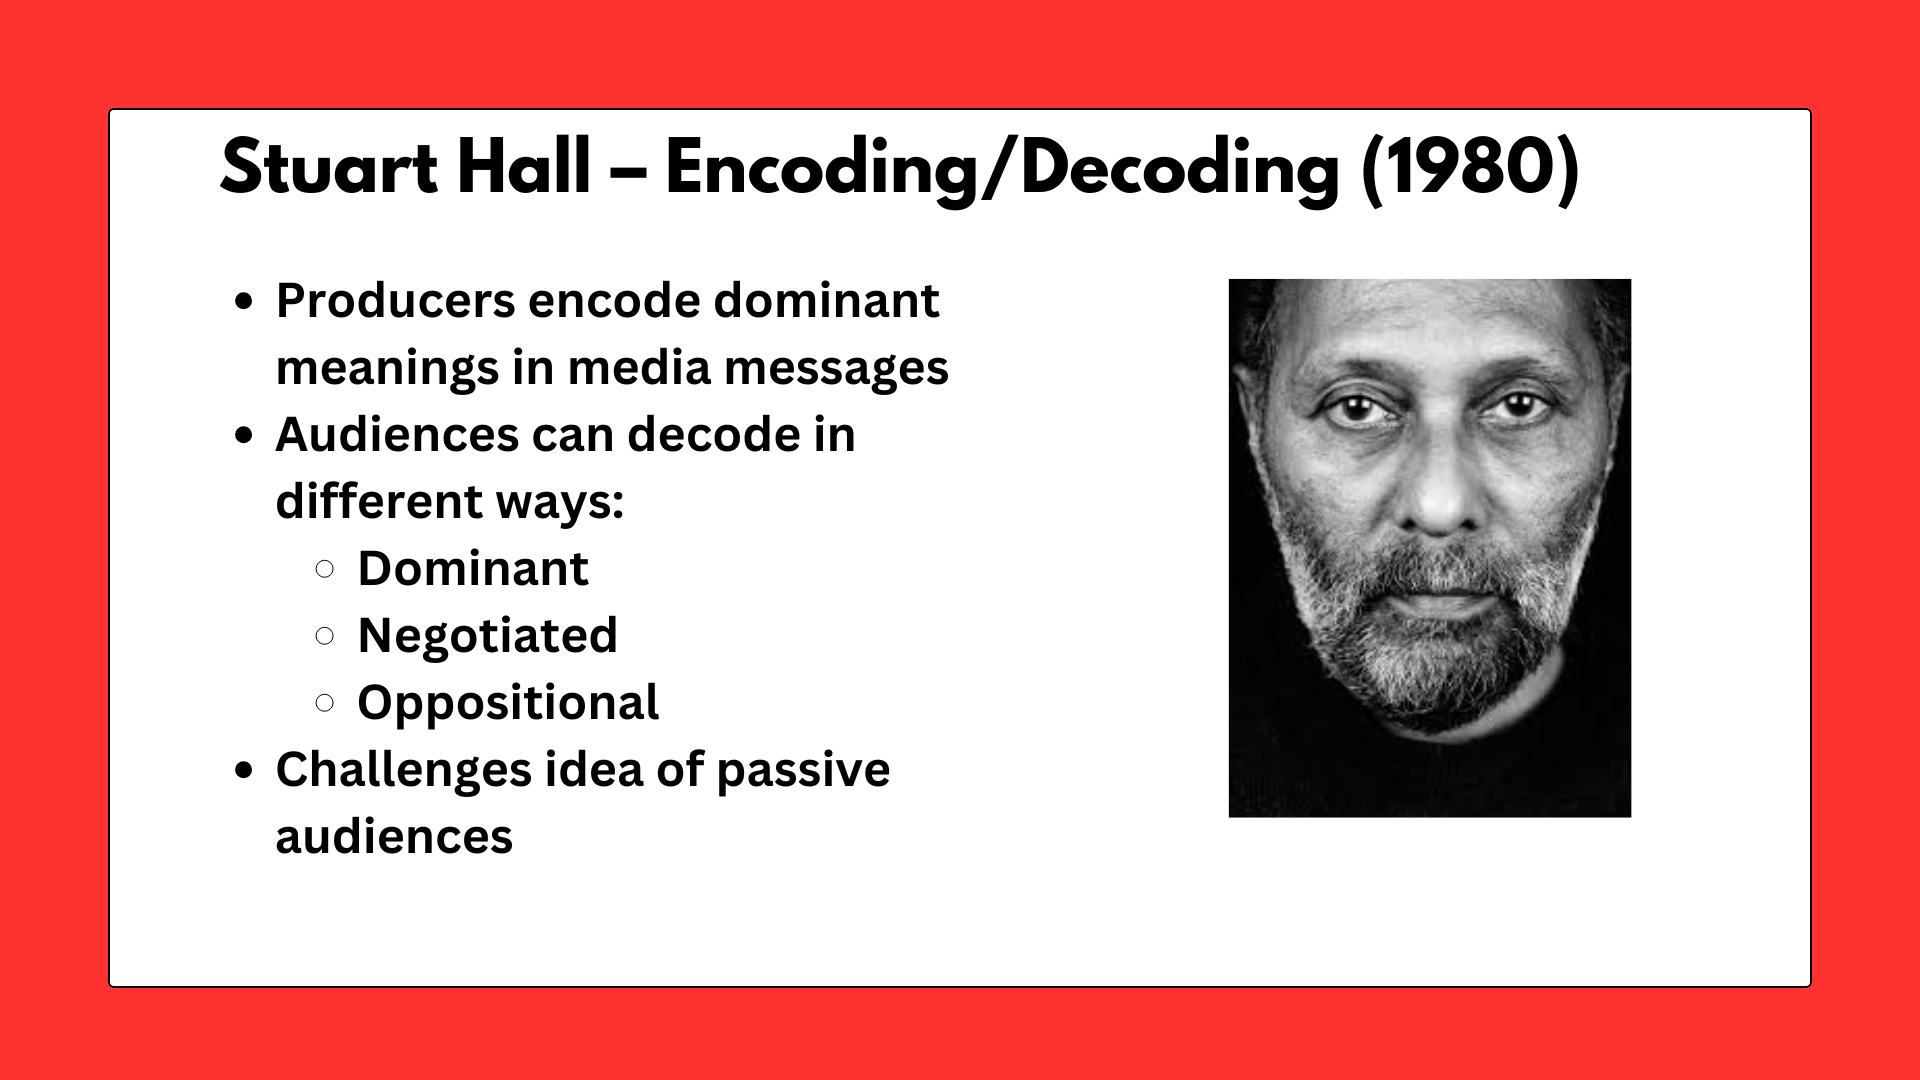 Stuart Hall – Encoding/Decoding (1980)
• Producers encode dominant
meanings in media messages
• Audiences can decode in
different ways:
◦ Dominant
◦ Negotiated
◦ Oppositional
• Challenges idea of passive
audiences